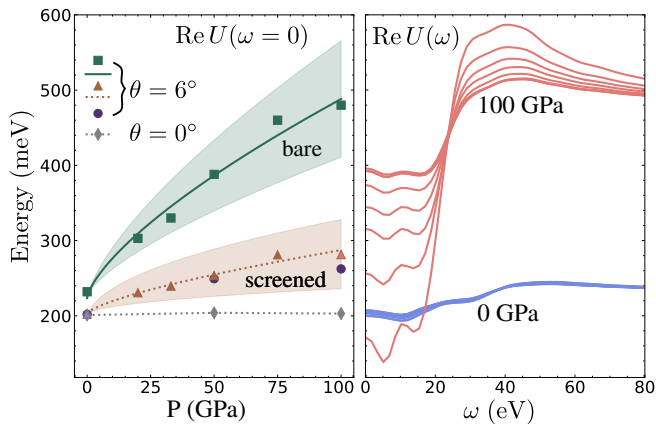 Re U(ω = 0)
θ = 6°
θ = 0°
bare
screened
Energy (meV)
600
500
400
300
200
0
25
50
75
100
P (GPa)
Re U(ω)
100 GPa
0 GPa
0
20
40
60
80
ω (eV)